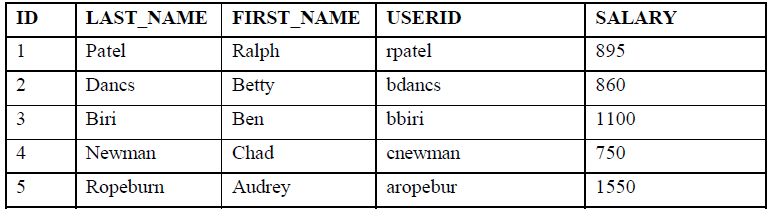 ID LAST_NAME FIRST_NAME USERID SALARY
1 Patel Ralph rpatel 895
2 Dancs Betty bdancs 860
3 Biri Ben bbiri 1100
4 Newman Chad cnewman 750
5 Ropeburn Audrey aropebur 1550